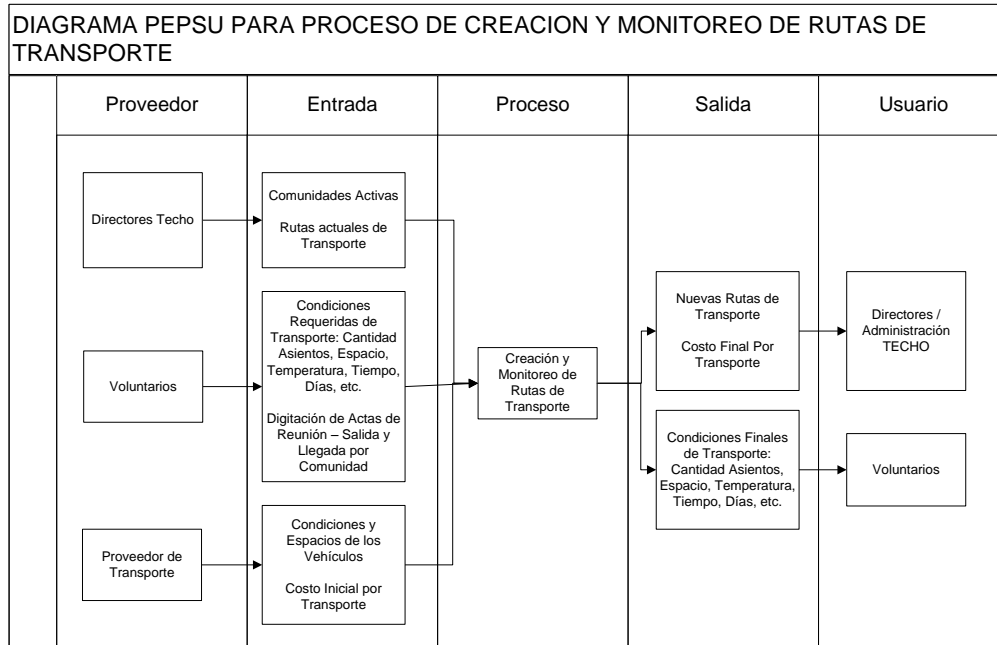 DIAGRAMA PEPSU PARA PROCESO DE CREACION Y MONITOREO DE RUTAS DE
TRANSPORTE
Proveedor
Entrada
Proceso
Salida
Usuario
Directores Techo
Comunidades Activas
Rutas actuales de
Transporte
Voluntarios
Condiciones
Requeridas de
Transporte: Cantidad
Asientos, Espacio,
Temperatura, Tiempo,
Días, etc.
Digitación de Actas de
Reunión – Salida y
Llegada por
Comunidad
Proveedor de
Transporte
Condiciones y
Espacios de los
Vehículos
Costo Inicial por
Transporte
Creación y
Monitoreo de
Rutas de
Transporte
Nuevas Rutas de
Transporte
Costo Final Por
Transporte
Directores /
Administración
TECHO
Condiciones Finales
de Transporte:
Cantidad Asientos,
Espacio, Temperatura,
Tiempo, Días, etc.
Voluntarios